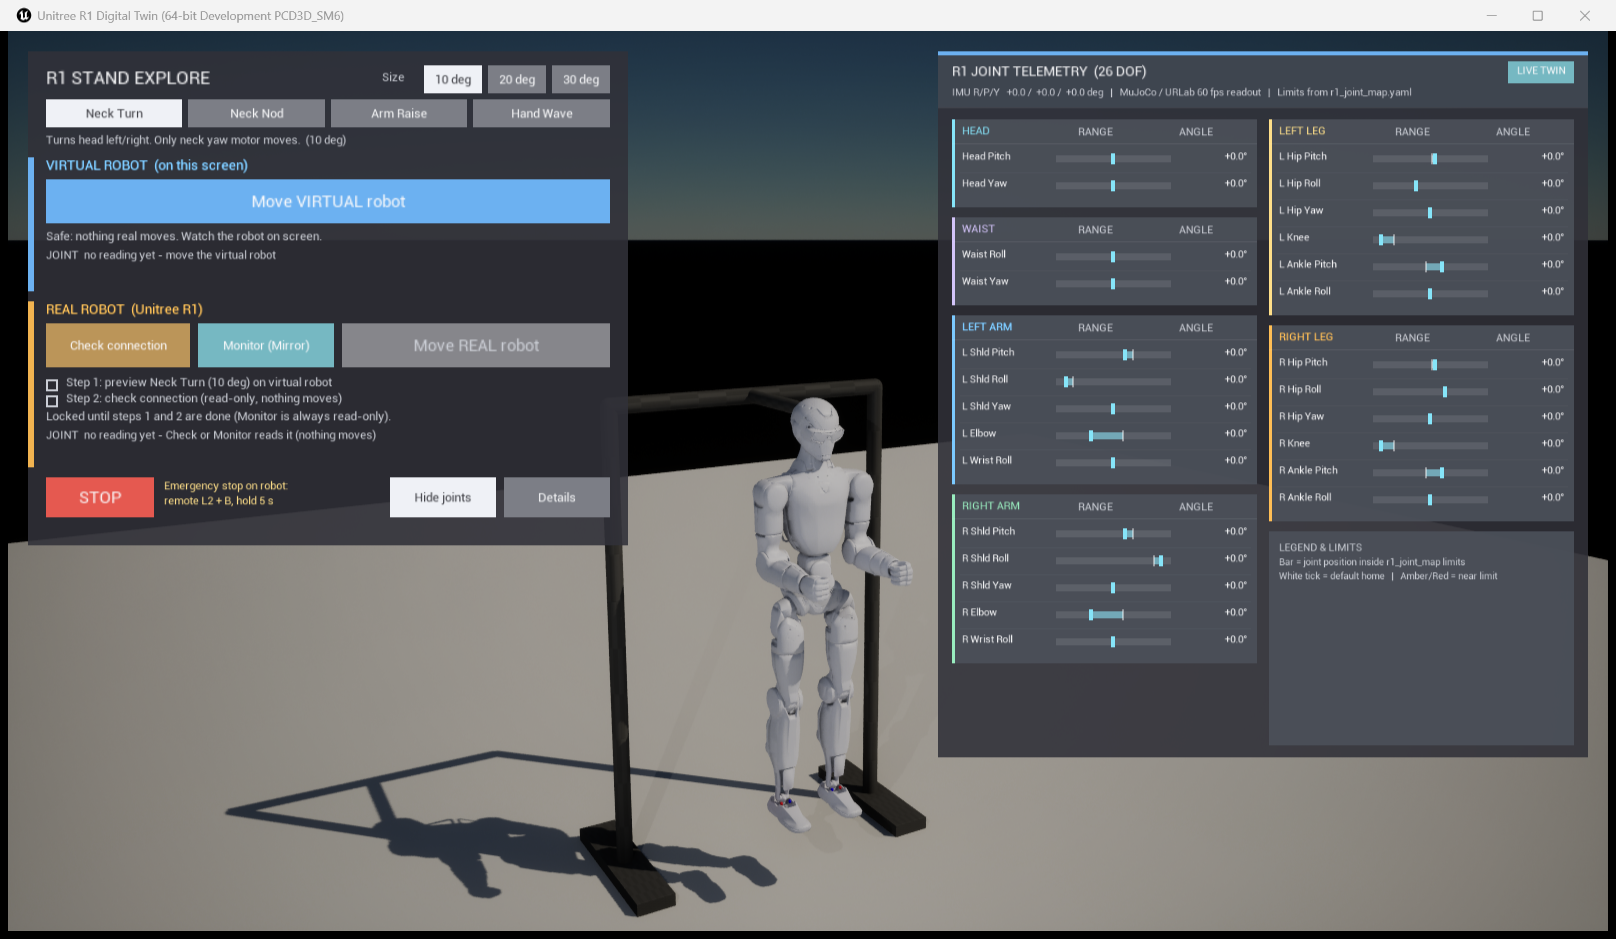 Unitree R1 Digital Twin (64-bit Development PCD3D_SM6)
R1 STAND EXPLORE
Size 10 deg 20 deg 30 deg
Neck Turn Neck Nod Arm Raise Hand Wave
Turns head left/right. Only neck yaw motor moves. (10 deg)
VIRTUAL ROBOT (on this screen)
Move VIRTUAL robot
Safe: nothing real moves. Watch the robot on screen.
JOINT no reading yet - move the virtual robot
REAL ROBOT (Unitree R1)
Check connection Monitor (Mirror) Move REAL robot
Step 1: preview Neck Turn (10 deg) on virtual robot
Step 2: check connection (read-only, nothing moves)
Locked until steps 1 and 2 are done (Monitor is always read-only).
JOINT no reading yet - Check or Monitor reads it (nothing moves)
STOP
Emergency stop on robot:
remote L2 + B, hold 5 s
Hide joints Details
R1 JOINT TELEMETRY (26 DOF)
LIVE TWIN
IMU R/P/Y +0.0 / +0.0 / +0.0 deg | MuJoCo / URLab 60 fps readout | Limits from r1_joint_map.yaml
HEAD RANGE ANGLE
Head Pitch +0.0°
Head Yaw +0.0°
WAIST RANGE ANGLE
Waist Roll +0.0°
Waist Yaw +0.0°
LEFT ARM RANGE ANGLE
L Shld Pitch +0.0°
L Shld Roll +0.0°
L Shld Yaw +0.0°
L Elbow +0.0°
L Wrist Roll +0.0°
RIGHT ARM RANGE ANGLE
R Shld Pitch +0.0°
R Shld Roll +0.0°
R Shld Yaw +0.0°
R Elbow +0.0°
R Wrist Roll +0.0°
LEFT LEG RANGE ANGLE
L Hip Pitch +0.0°
L Hip Roll +0.0°
L Hip Yaw +0.0°
L Knee +0.0°
L Ankle Pitch +0.0°
L Ankle Roll +0.0°
RIGHT LEG RANGE ANGLE
R Hip Pitch +0.0°
R Hip Roll +0.0°
R Hip Yaw +0.0°
R Knee +0.0°
R Ankle Pitch +0.0°
R Ankle Roll +0.0°
LEGEND & LIMITS
Bar = joint position inside r1_joint_map limits
White tick = default home | Amber/Red = near limit